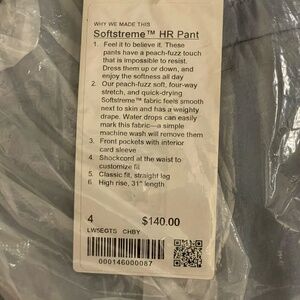 WHY WE MADE THIS
Softstreme™ HR Pant
1. Feel it to believe it. These
pants have a peach-fuzz touch
that is impossible to resist.
Dress them up or down, and
enjoy the softness all day
2. Our peach-fuzz soft, four-way
stretch, and quick-drying
Softstreme™ fabric feels smooth
next to skin and has a weighty
drape. Water drops can easily
mark this fabric—a simple
machine wash will remove them
3. Front pockets with interior
card sleeve
4. Shockcord at the waist to
customize fit
5. Classic fit, straight leg
6 High rise, 31" length
4 $140.00
LW5EGTS CHBY
000146000087